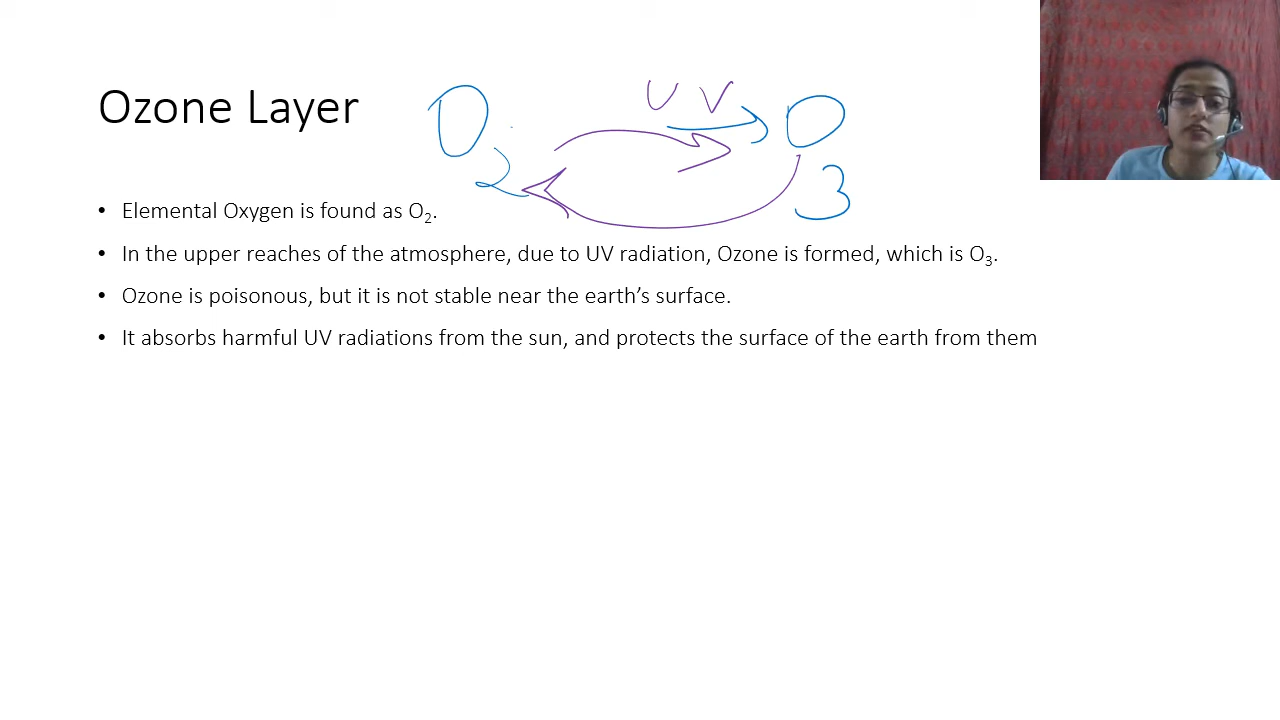 Ozone Layer
O2
UV
O3
• Elemental Oxygen is found as O₂.
• In the upper reaches of the atmosphere, due to UV radiation, Ozone is formed, which is O₃.
• Ozone is poisonous, but it is not stable near the earth’s surface.
• It absorbs harmful UV radiations from the sun, and protects the surface of the earth from them